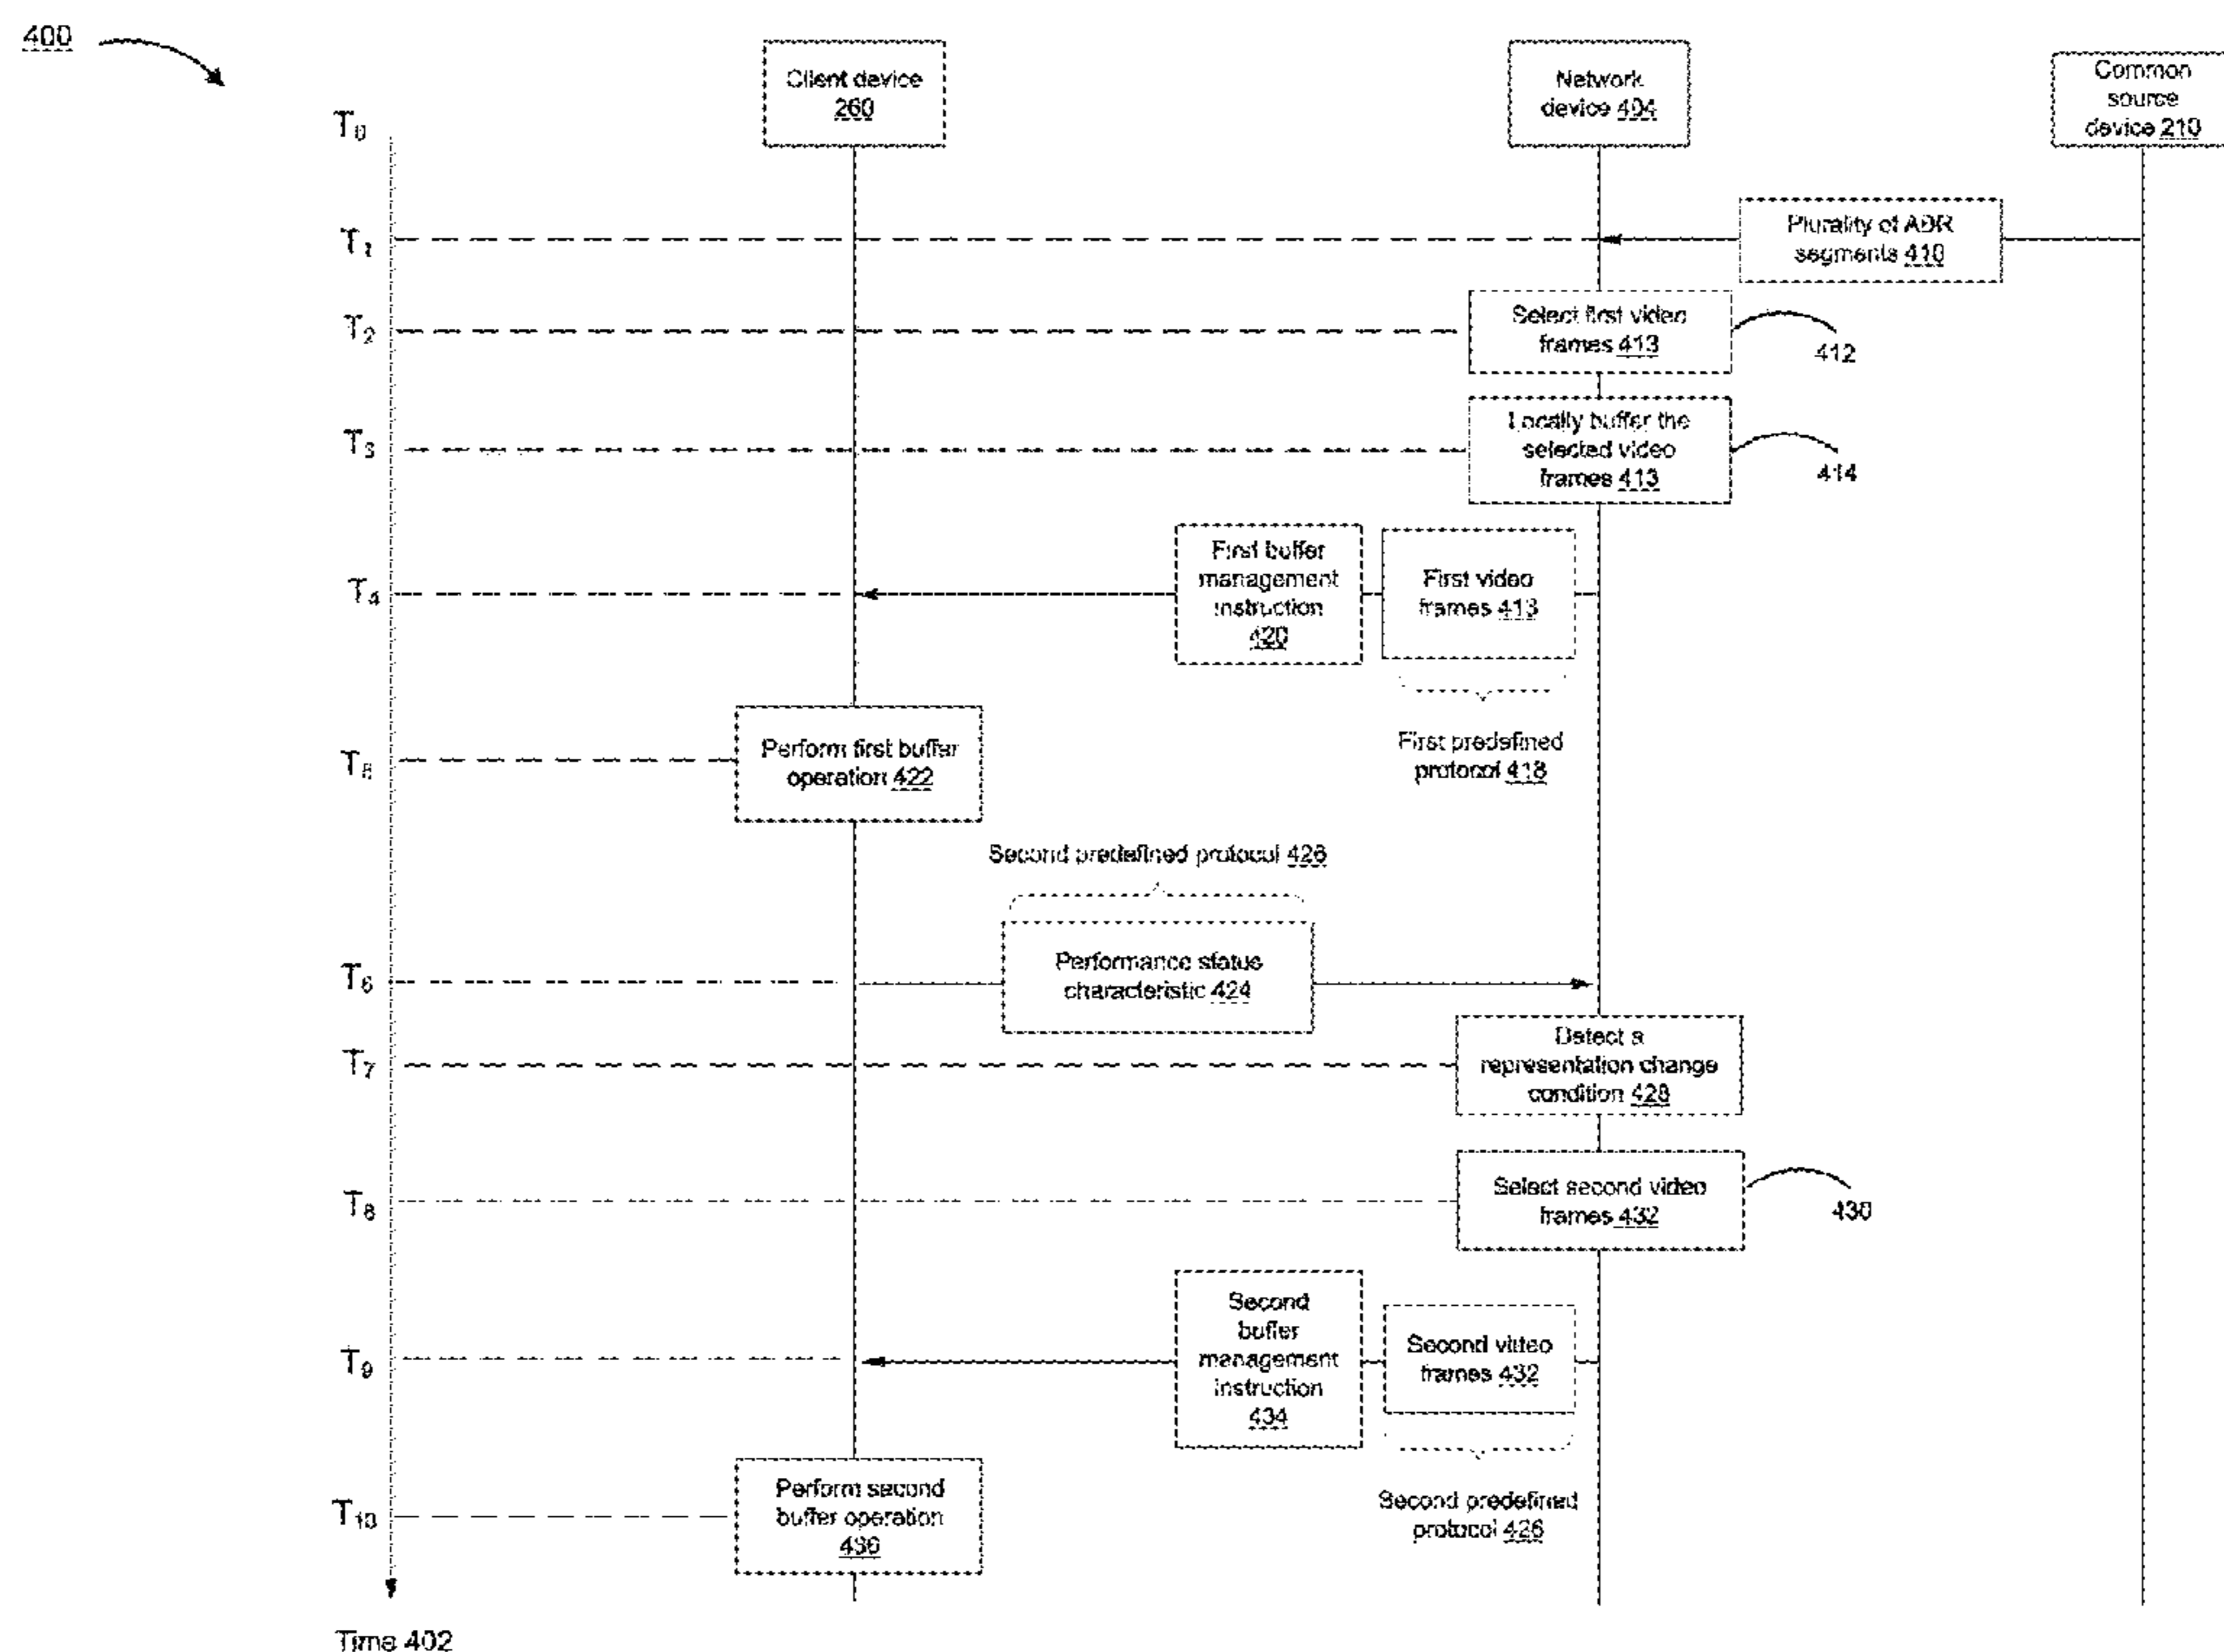 400
Client device
260
Network
device 404
Common
source
device 210
T0
T1
Plurality of ABR
segments 410
T2
Select first video
frames 413
412
T3
Locally buffer the
selected video
frames 413
414
T4
First buffer
management
instruction
420
First video
frames 413
First predefined
protocol 418
T5
Perform first buffer
operation 422
Second predefined protocol 426
T6
Performance status
characteristic 424
T7
Detect a
representation change
condition 428
T8
Select second video
frames 432
430
T9
Second
buffer
management
instruction
434
Second video
frames 432
Second predefined
protocol 426
T10
Perform second
buffer operation
436
Time 402